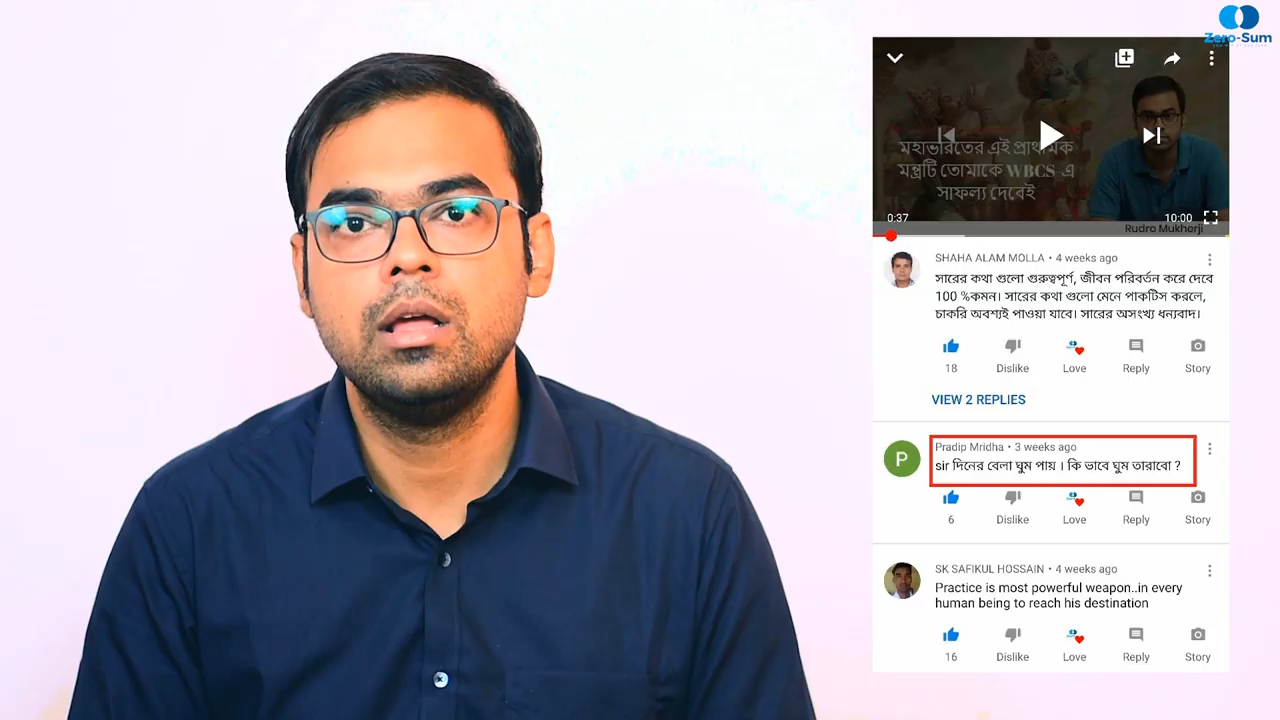 Zero-Sum
মহাভারতের এই প্রাথমিক
মন্ত্রটি তোমাকে WBCS এ
সাফল্য দেবেই
0:37
10:00
Rudro Mukherji
SHAHA ALAM MOLLA • 4 weeks ago
সারের কথা গুলো গুরুত্বপূর্ণ, জীবন পরিবর্তন করে দেবে
100 %কমন। সারের কথা গুলো মেনে পাকটিস করলে,
চাকরি অবশ্যই পাওয়া যাবে। সারের অসংখ্য ধন্যবাদ।
18 Dislike Love Reply Story
VIEW 2 REPLIES
P
Pradip Mridha • 3 weeks ago
sir দিনের বেলা ঘুম পায় । কি ভাবে ঘুম তারাবো ?
6 Dislike Love Reply Story
SK SAFIKUL HOSSAIN • 4 weeks ago
Practice is most powerful weapon..in every
human being to reach his destination
16 Dislike Love Reply Story